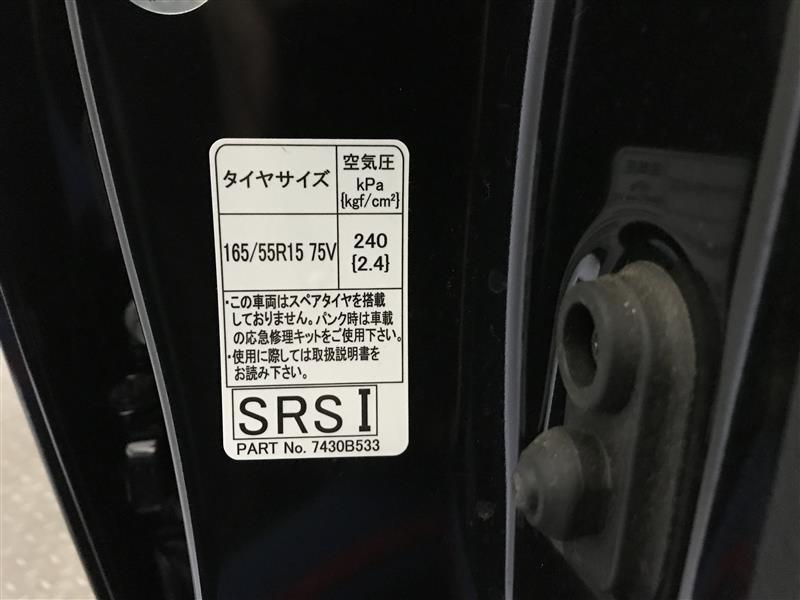 タイヤサイズ
空気圧
kPa
{kgf/cm²}
165/55R15 75V
240
{2.4}
・この車両はスペアタイヤを搭載
しておりません。パンク時は車載
の応急修理キットをご使用下さい。
・使用に際しては取扱説明書を
お読み下さい。
SRS I
PART No. 7430B533